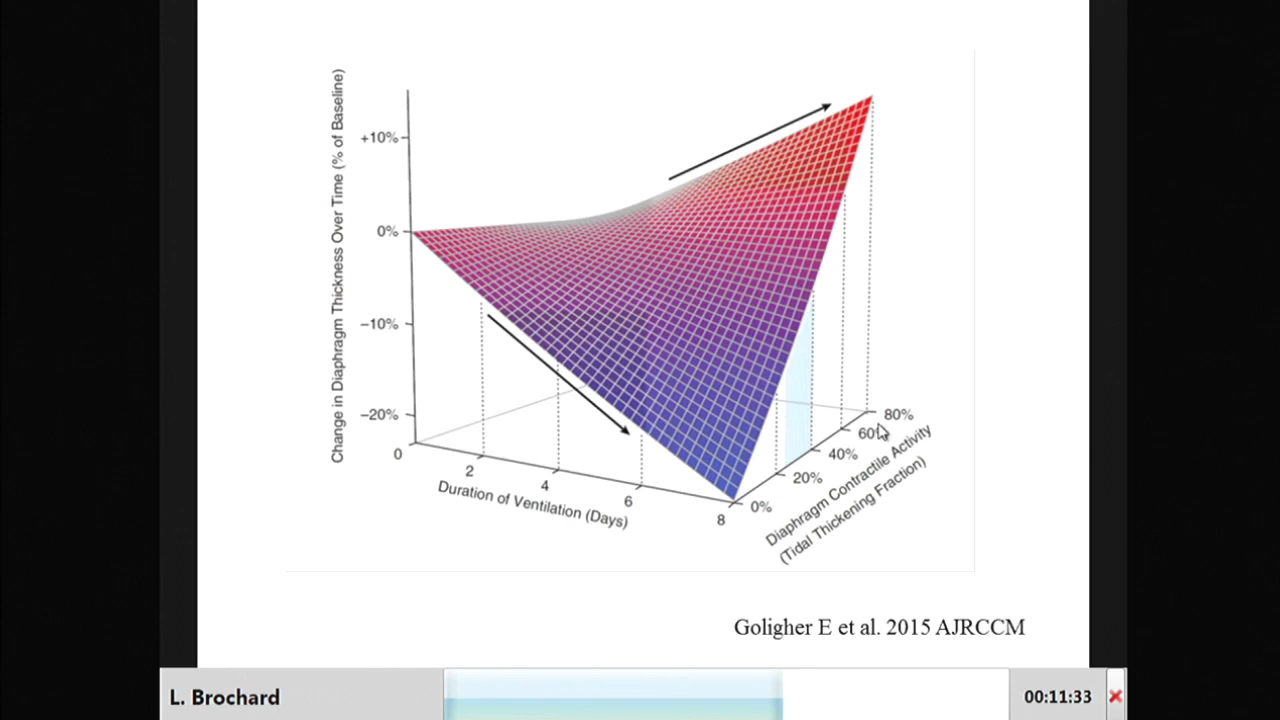 Change in Diaphragm Thickness Over Time (% of Baseline)
+10%
0%
−10%
−20%
0
2
4
6
8
Duration of Ventilation (Days)
0%
20%
40%
60%
80%
Diaphragm Contractile Activity
(Tidal Thickening Fraction)
Goligher E et al. 2015 AJRCCM
L. Brochard
00:11:33